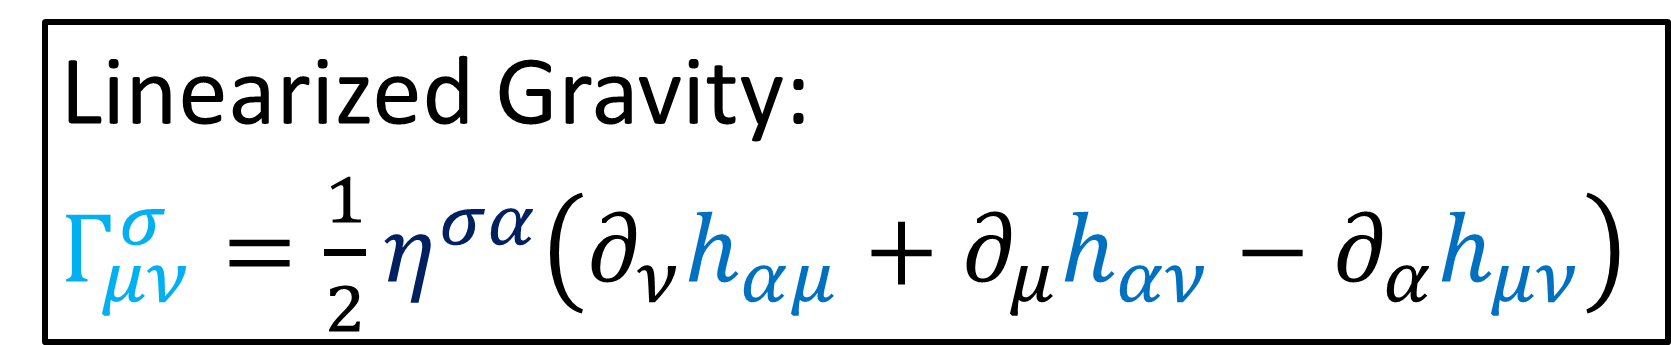 Linearized Gravity:
Γ^σ_μν = 1/2 η^σα (∂_ν h_αμ + ∂_μ h_αν − ∂_α h_μν)